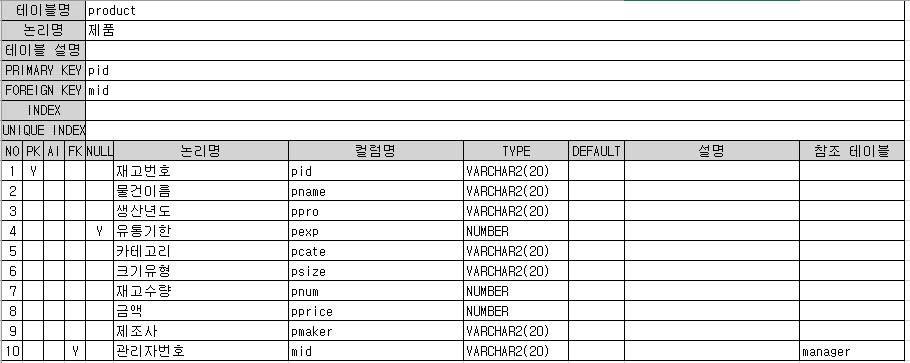 테이블명 product
논리명 제품
테이블 설명
PRIMARY KEY pid
FOREIGN KEY mid
INDEX
UNIQUE INDEX
NO PK AI FK NULL 논리명 컬럼명 TYPE DEFAULT 설명 참조 테이블
1 Y 재고번호 pid VARCHAR2(20)
2 물건이름 pname VARCHAR2(20)
3 생산년도 ppro VARCHAR2(20)
4 Y 유통기한 pexp NUMBER
5 카테고리 pcate VARCHAR2(20)
6 크기유형 psize VARCHAR2(20)
7 재고수량 pnum NUMBER
8 금액 pprice NUMBER
9 제조사 pmaker VARCHAR2(20)
10 Y 관리자번호 mid VARCHAR2(20) manager